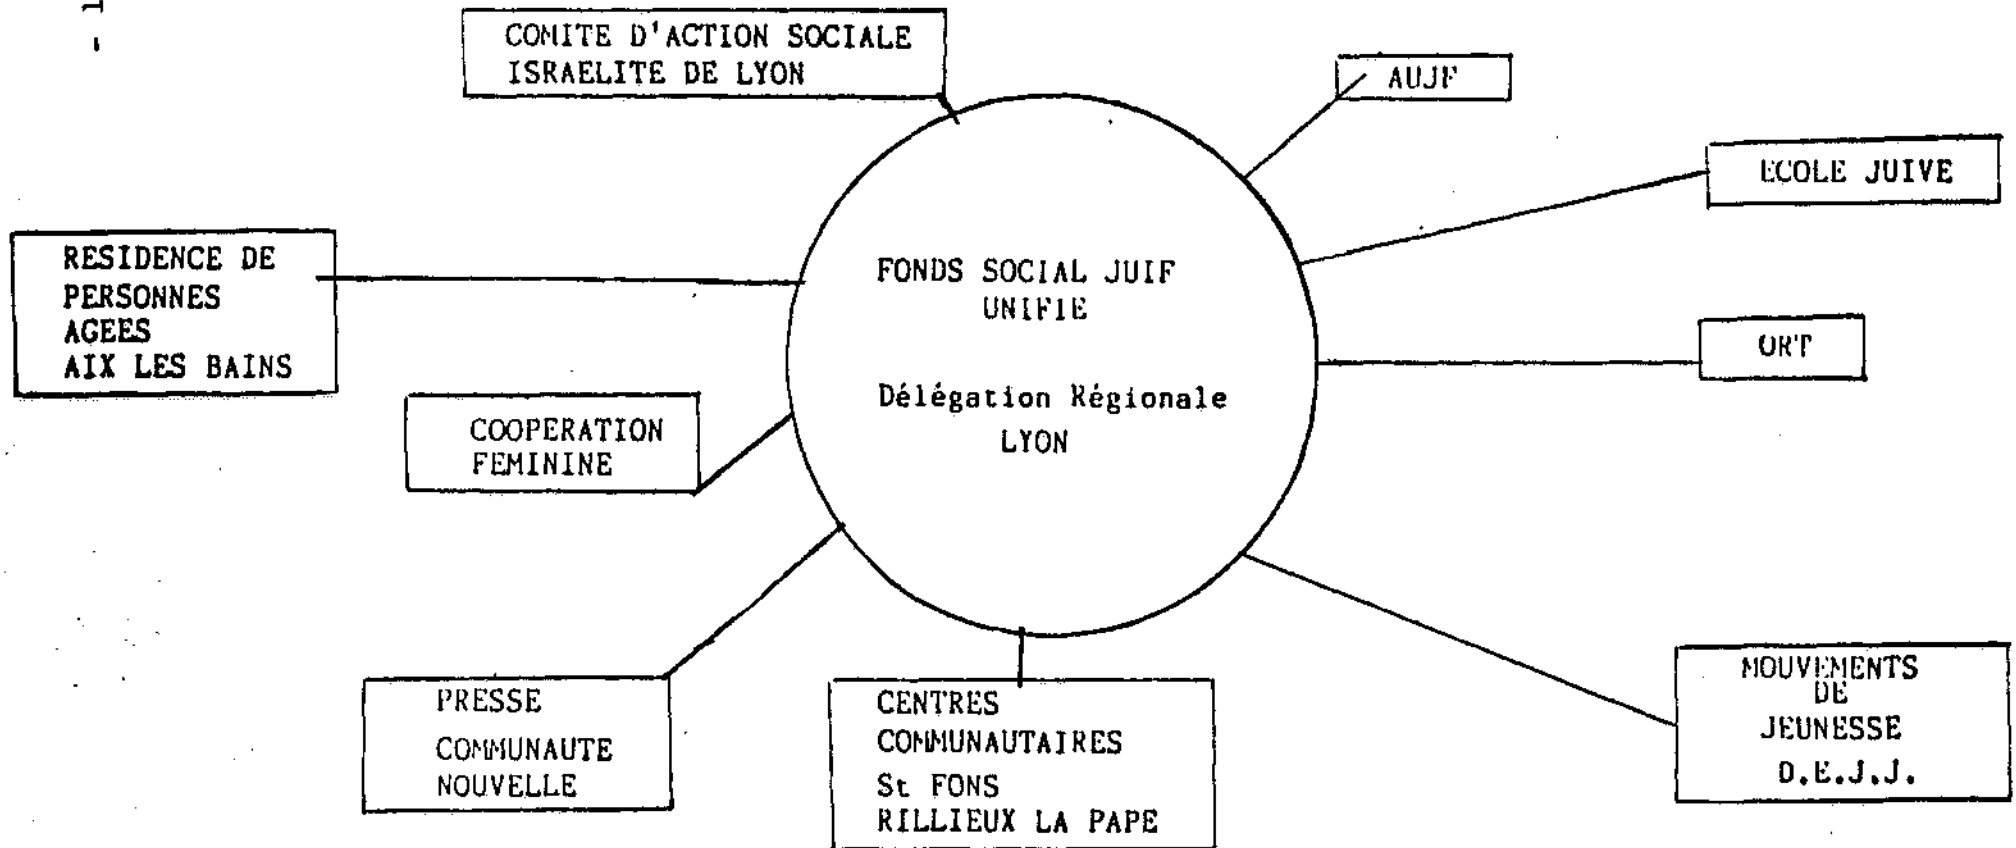 COMITE D'ACTION SOCIALE
ISRAELITE DE LYON
AUJF
ECOLE JUIVE
RESIDENCE DE
PERSONNES
AGEES
AIX LES BAINS
FONDS SOCIAL JUIF
UNIFIE
Délégation Régionale
LYON
ORT
COOPERATION
FEMININE
PRESSE
COMMUNAUTE
NOUVELLE
CENTRES
COMMUNAUTAIRES
St FONS
RILLIEUX LA PAPE
MOUVEMENTS
DE
JEUNESSE
D.E.J.J.